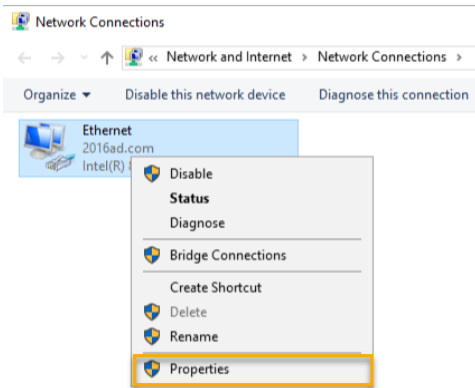 Network Connections
« Network and Internet > Network Connections >
Organize Disable this network device Diagnose this connection
Ethernet
2016ad.com
Intel(R)
Disable
Status
Diagnose
Bridge Connections
Create Shortcut
Delete
Rename
Properties